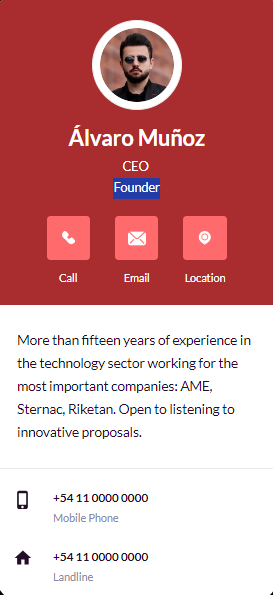 Álvaro Muñoz
CEO
Founder
Call Email Location
More than fifteen years of experience in
the technology sector working for the
most important companies: AME,
Sternac, Riketan. Open to listening to
innovative proposals.
+54 11 0000 0000
Mobile Phone
+54 11 0000 0000
Landline